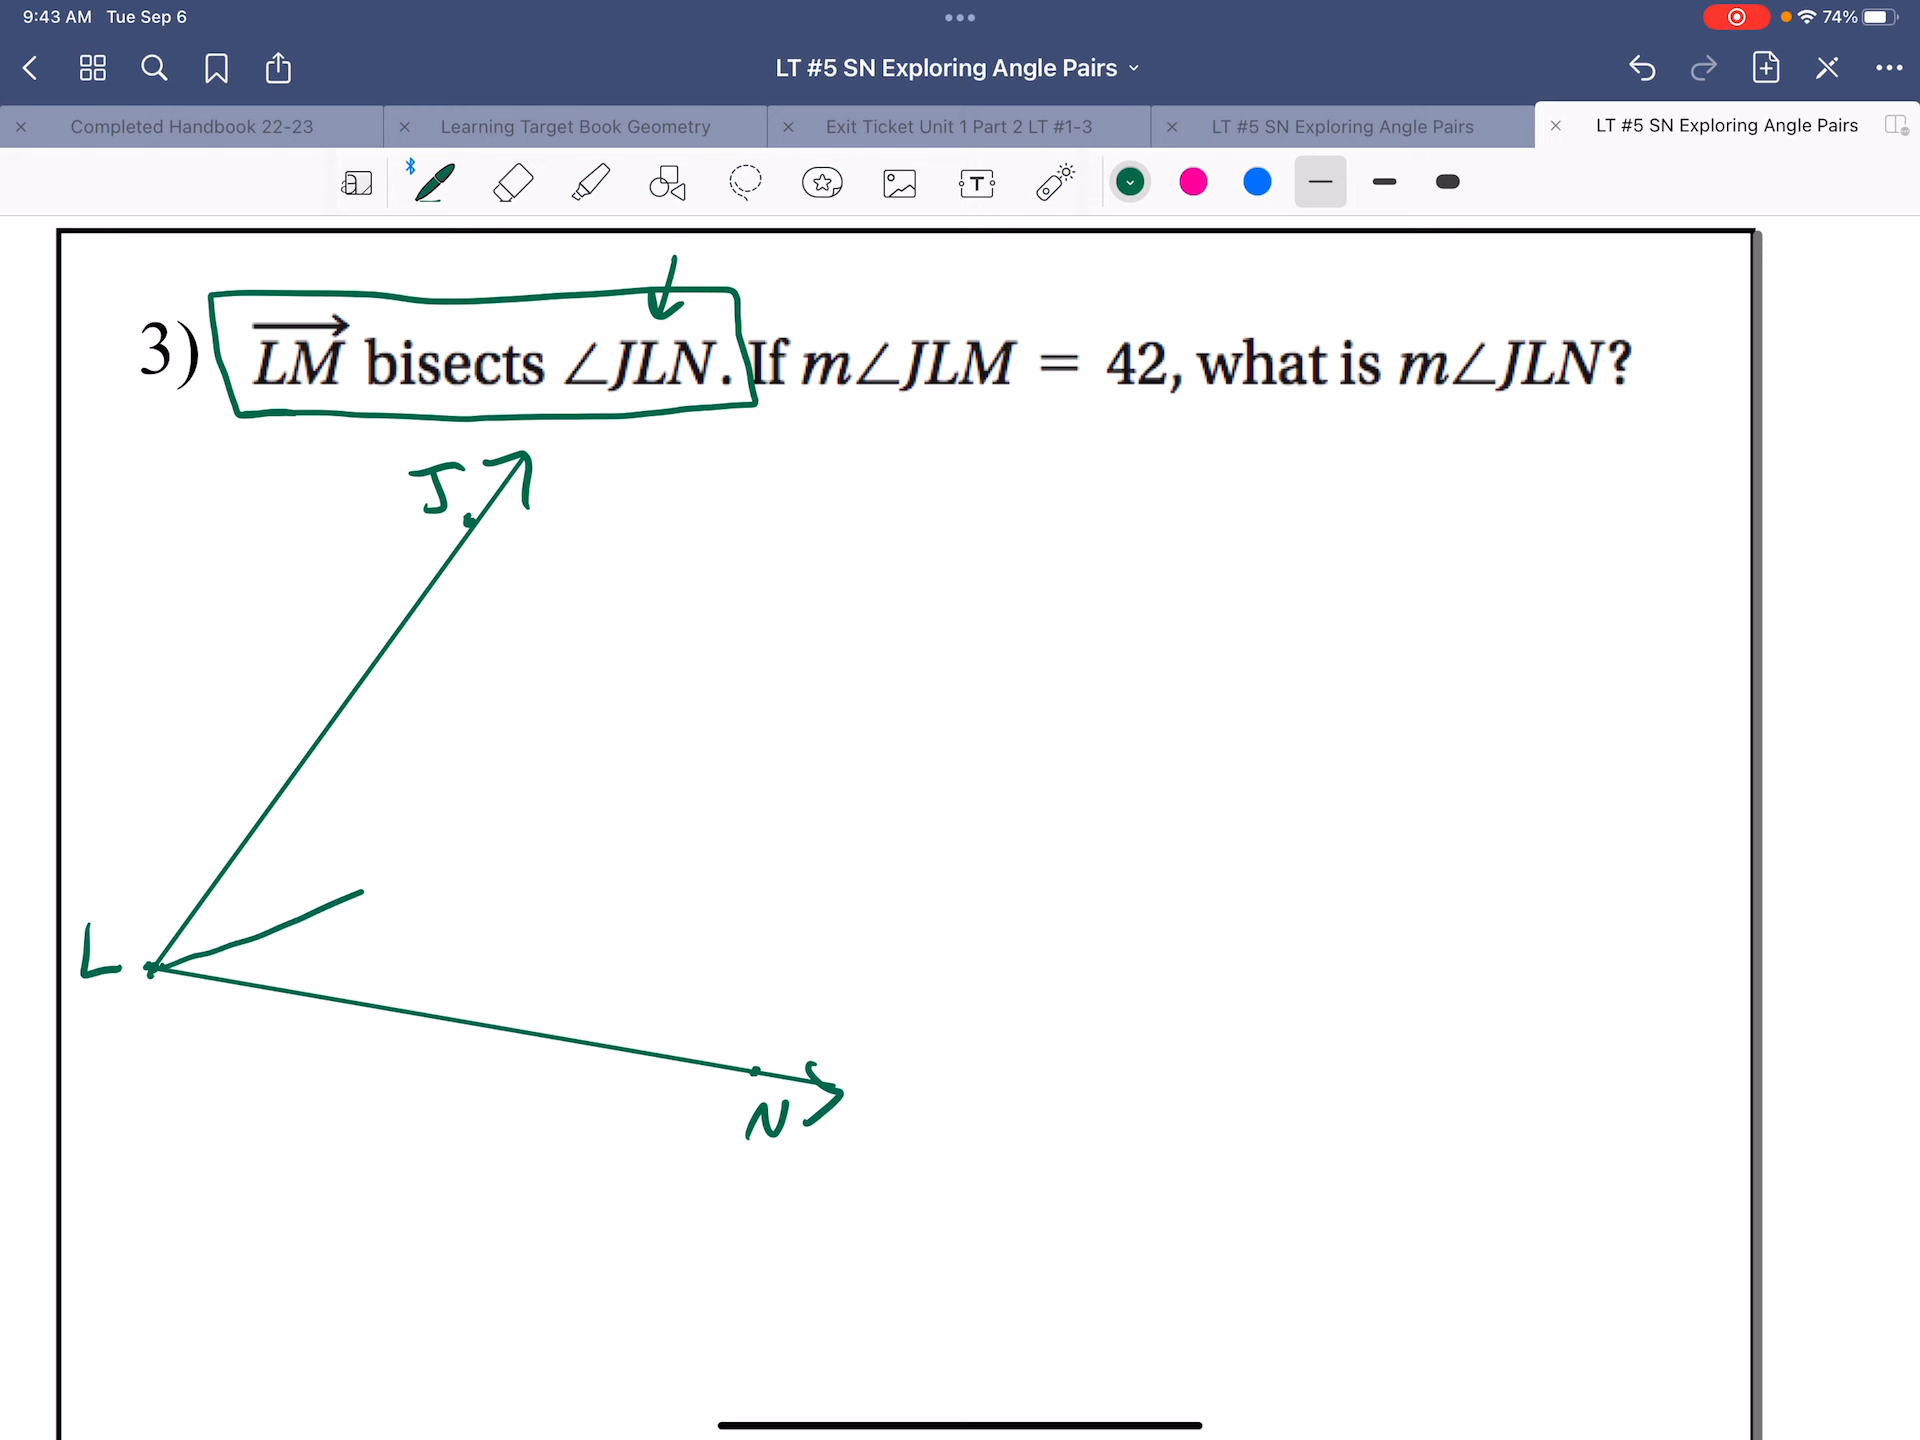 9:43 AM Tue Sep 6
74%
LT #5 SN Exploring Angle Pairs
Completed Handbook 22-23
Learning Target Book Geometry
Exit Ticket Unit 1 Part 2 LT #1-3
LT #5 SN Exploring Angle Pairs
LT #5 SN Exploring Angle Pairs
T
3) LM bisects ∠JLN. If m∠JLM = 42, what is m∠JLN?
J
L
N